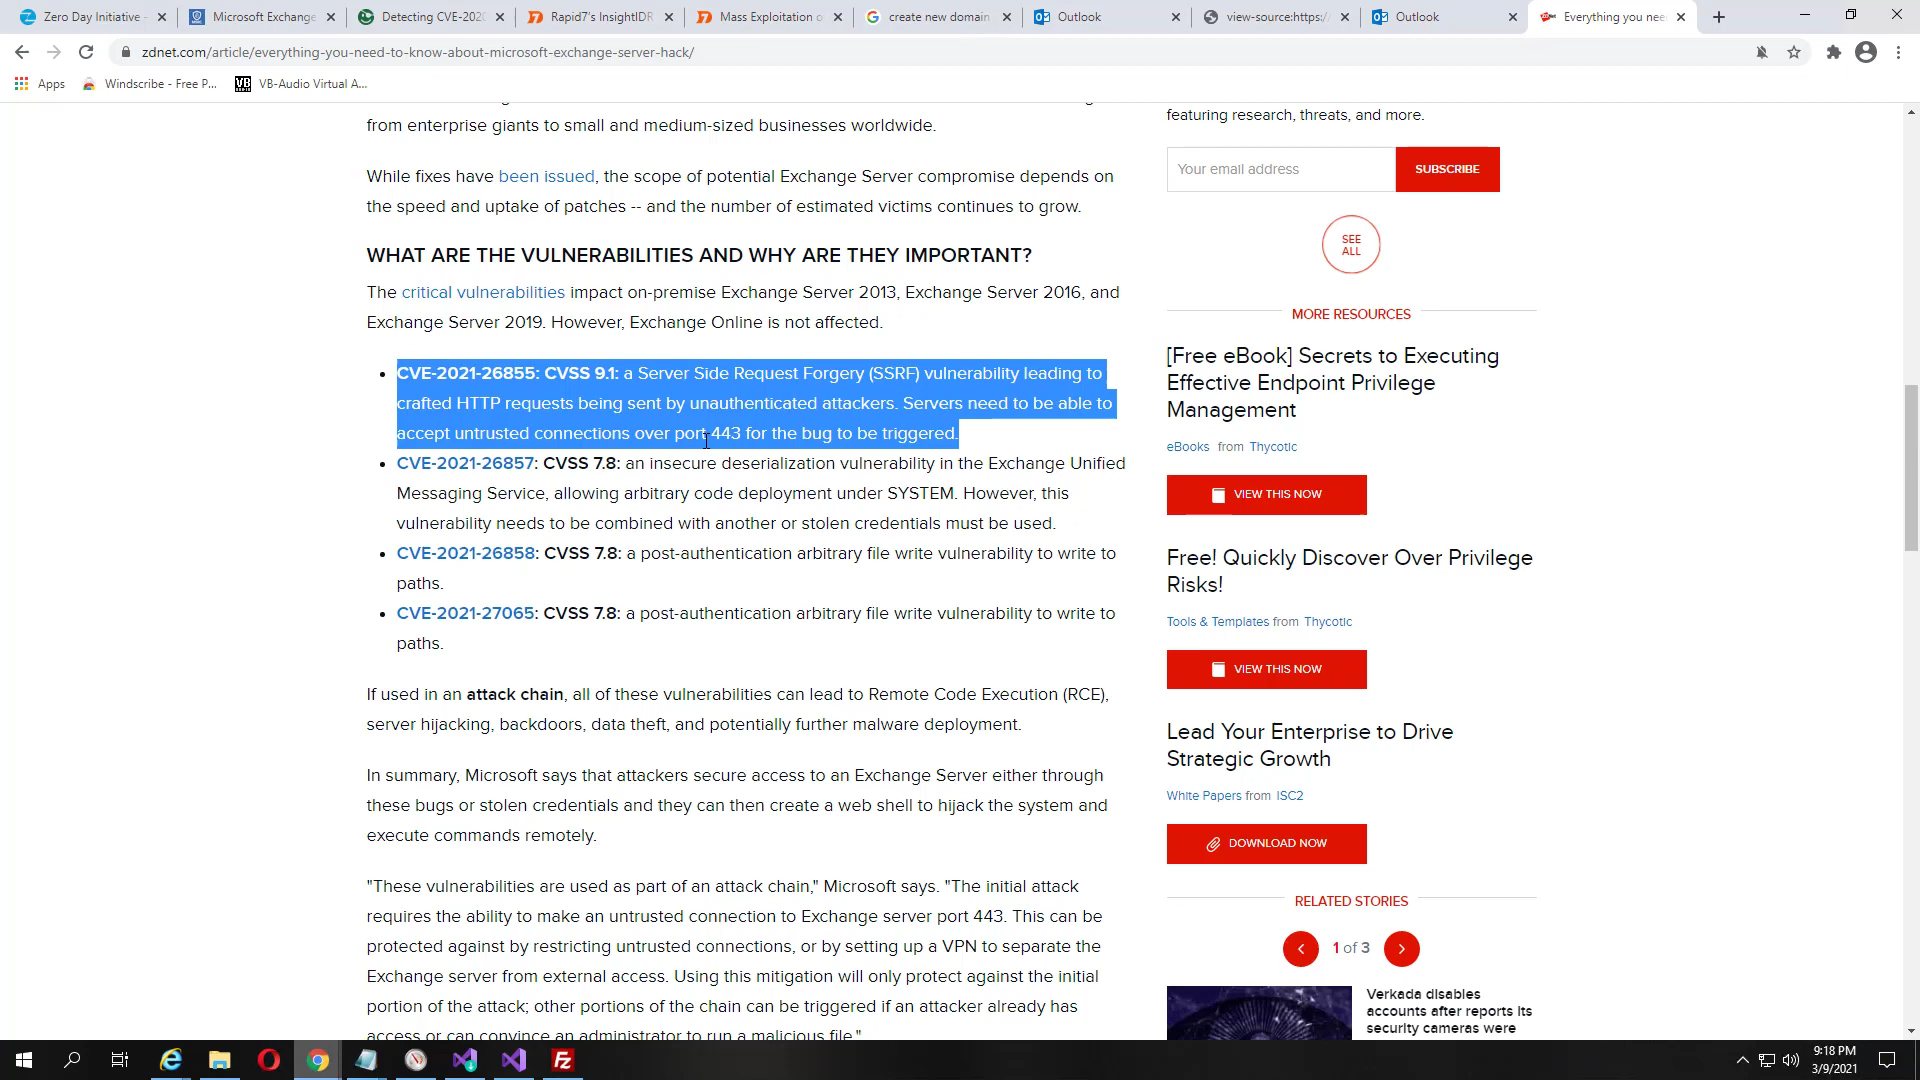 Zero Day Initiative -
Microsoft Exchange
Detecting CVE-202
Rapid7's InsightIDR
Mass Exploitation o
create new domain
Outlook
view-source:https:/
Outlook
Everything you nee
zdnet.com/article/everything-you-need-to-know-about-microsoft-exchange-server-hack/
Apps
Windscribe - Free P...
VB-Audio Virtual A...
from enterprise giants to small and medium-sized businesses worldwide.
While fixes have been issued, the scope of potential Exchange Server compromise depends on
the speed and uptake of patches -- and the number of estimated victims continues to grow.
WHAT ARE THE VULNERABILITIES AND WHY ARE THEY IMPORTANT?
The critical vulnerabilities impact on-premise Exchange Server 2013, Exchange Server 2016, and
Exchange Server 2019. However, Exchange Online is not affected.
• CVE-2021-26855: CVSS 9.1: a Server Side Request Forgery (SSRF) vulnerability leading to
crafted HTTP requests being sent by unauthenticated attackers. Servers need to be able to
accept untrusted connections over port 443 for the bug to be triggered.
• CVE-2021-26857: CVSS 7.8: an insecure deserialization vulnerability in the Exchange Unified
Messaging Service, allowing arbitrary code deployment under SYSTEM. However, this
vulnerability needs to be combined with another or stolen credentials must be used.
• CVE-2021-26858: CVSS 7.8: a post-authentication arbitrary file write vulnerability to write to
paths.
• CVE-2021-27065: CVSS 7.8: a post-authentication arbitrary file write vulnerability to write to
paths.
If used in an attack chain, all of these vulnerabilities can lead to Remote Code Execution (RCE),
server hijacking, backdoors, data theft, and potentially further malware deployment.
In summary, Microsoft says that attackers secure access to an Exchange Server either through
these bugs or stolen credentials and they can then create a web shell to hijack the system and
execute commands remotely.
"These vulnerabilities are used as part of an attack chain," Microsoft says. "The initial attack
requires the ability to make an untrusted connection to Exchange server port 443. This can be
protected against by restricting untrusted connections, or by setting up a VPN to separate the
Exchange server from external access. Using this mitigation will only protect against the initial
portion of the attack; other portions of the chain can be triggered if an attacker already has
access or can convince an administrator to run a malicious file."
featuring research, threats, and more.
Your email address
SUBSCRIBE
SEE
ALL
MORE RESOURCES
[Free eBook] Secrets to Executing
Effective Endpoint Privilege
Management
eBooks from Thycotic
VIEW THIS NOW
Free! Quickly Discover Over Privilege
Risks!
Tools & Templates from Thycotic
VIEW THIS NOW
Lead Your Enterprise to Drive
Strategic Growth
White Papers from ISC2
DOWNLOAD NOW
RELATED STORIES
1 of 3
Verkada disables
accounts after reports its
security cameras were
9:18 PM
3/9/2021